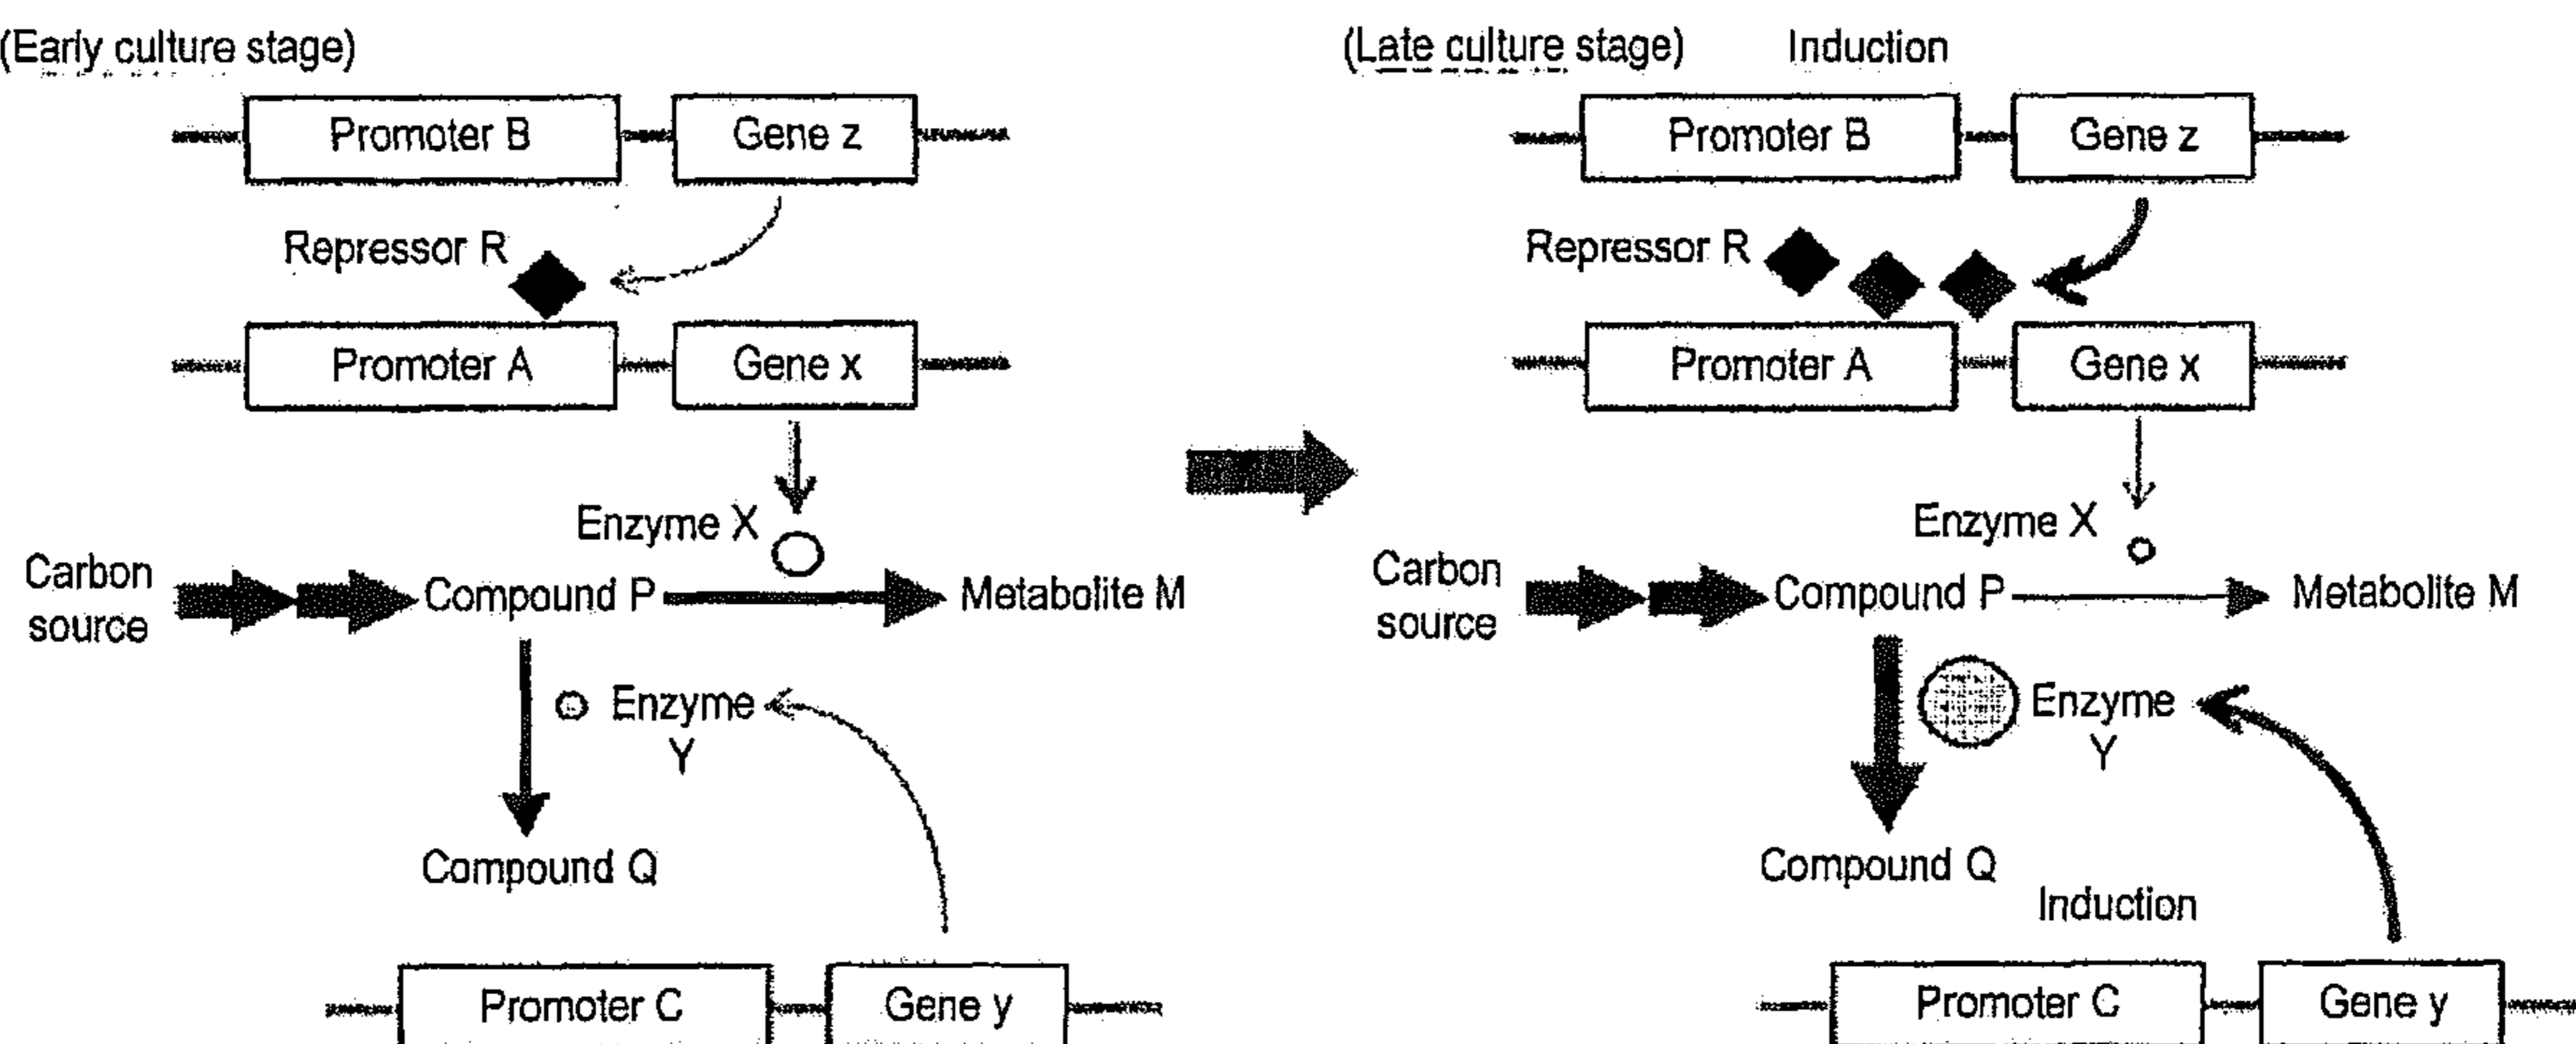 (Early culture stage)
Promoter B
Gene z
Repressor R
Promoter A
Gene x
Enzyme X
Carbon
source
Compound P
Metabolite M
Enzyme
Y
Compound Q
Promoter C
Gene y
(Late culture stage)
Induction
Promoter B
Gene z
Repressor R
Promoter A
Gene x
Enzyme X
Carbon
source
Compound P
Metabolite M
Enzyme
Y
Compound Q
Induction
Promoter C
Gene y